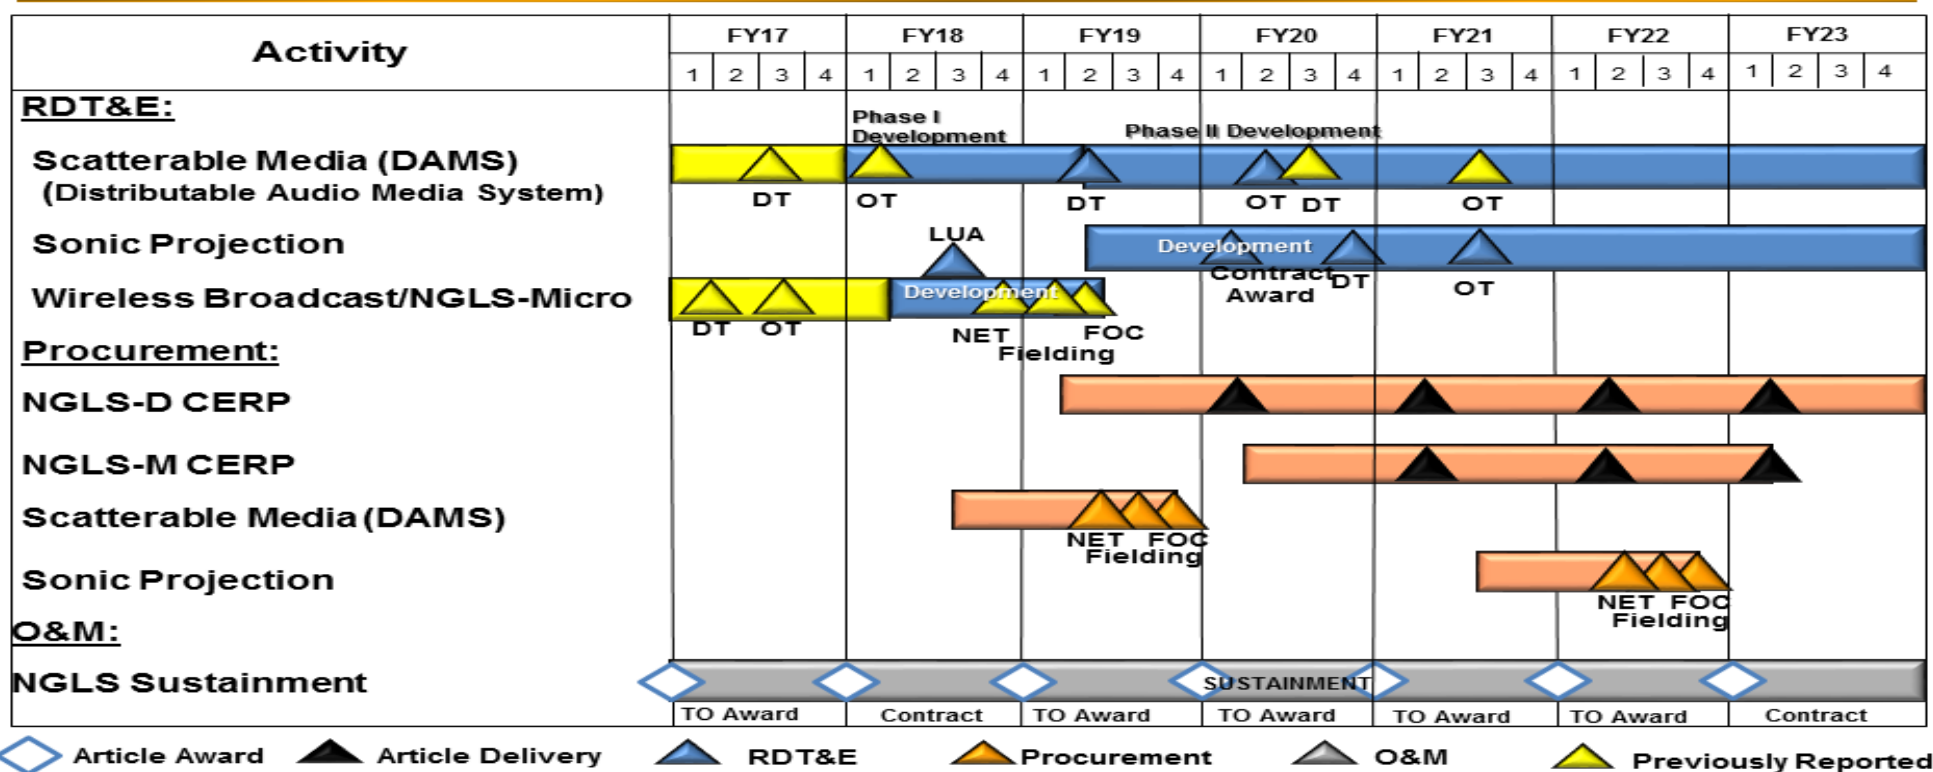 Activity FY17 FY18 FY19 FY20 FY21 FY22 FY23
1 2 3 4 1 2 3 4 1 2 3 4 1 2 3 4 1 2 3 4 1 2 3 4 1 2 3 4
RDT&E:
Phase I
Development
Phase II Development
Scatterable Media (DAMS)
(Distributable Audio Media System)
DT OT DT OT DT OT
Sonic Projection
LUA
Development
Contract
Award
DT
OT
Wireless Broadcast/NGLS-Micro
Development
DT OT NET FOC
Fielding
Procurement:
NGLS-D CERP
NGLS-M CERP
Scatterable Media (DAMS)
NET FOC
Fielding
Sonic Projection
NET FOC
Fielding
O&M:
NGLS Sustainment
SUSTAINMENT
TO Award Contract TO Award TO Award TO Award TO Award Contract
Article Award Article Delivery RDT&E Procurement O&M Previously Reported